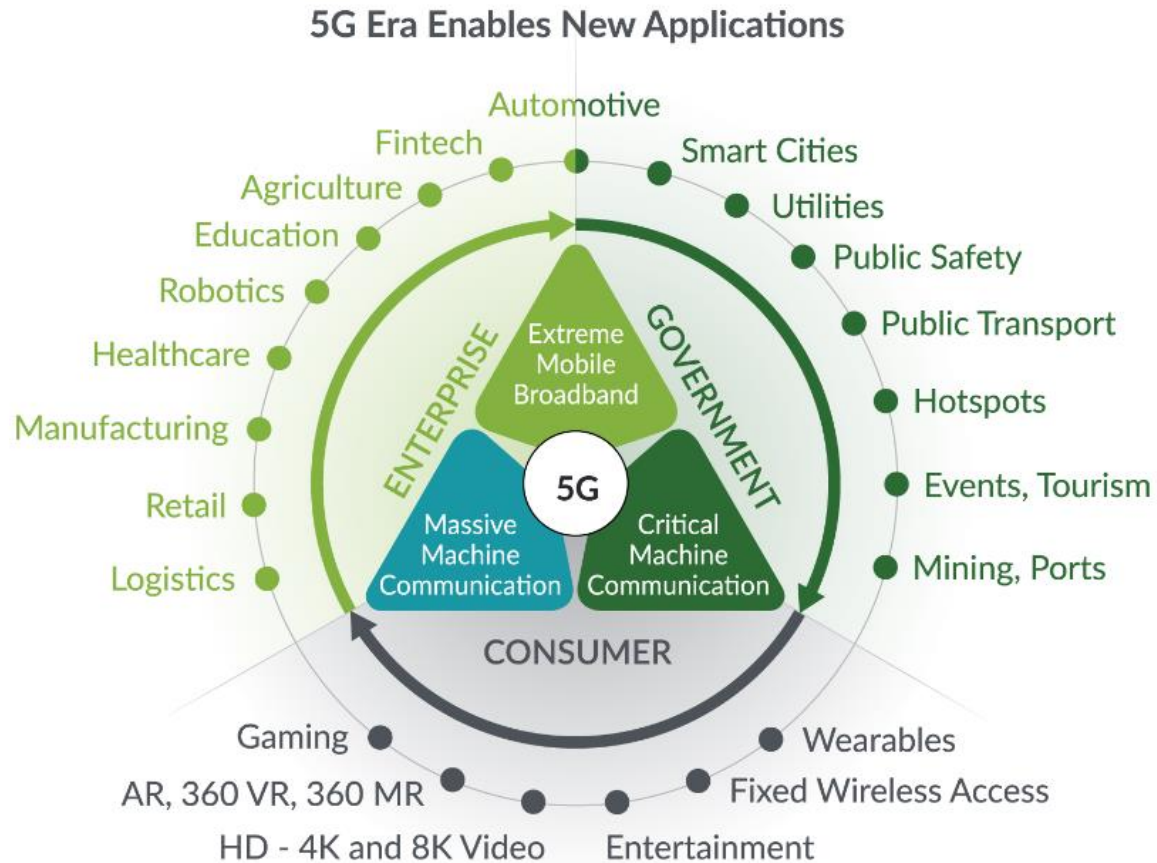 5G Era Enables New Applications
Automotive
Fintech
Agriculture
Education
Robotics
Healthcare
Manufacturing
Retail
Logistics
Smart Cities
Utilities
Public Safety
Public Transport
Hotspots
Events, Tourism
Mining, Ports
ENTERPRISE
GOVERNMENT
CONSUMER
Extreme
Mobile
Broadband
5G
Massive
Machine
Communication
Critical
Machine
Communication
Gaming
AR, 360 VR, 360 MR
HD - 4K and 8K Video
Entertainment
Fixed Wireless Access
Wearables